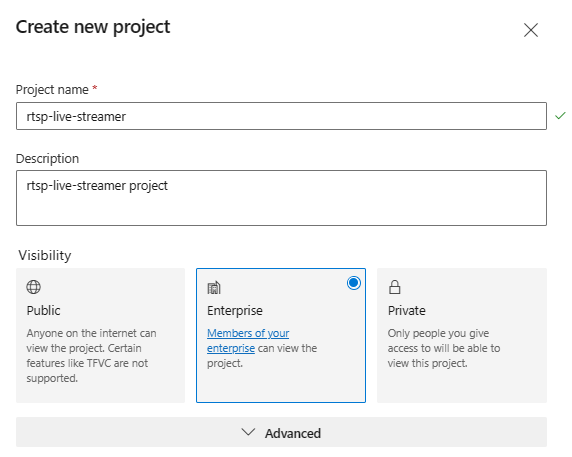 Create new project
Project name *
rtsp-live-streamer
Description
rtsp-live-streamer project
Visibility
Public
Anyone on the internet can
view the project. Certain
features like TFVC are not
supported.
Enterprise
Members of your
enterprise can view the
project.
Private
Only people you give
access to will be able to
view this project.
Advanced